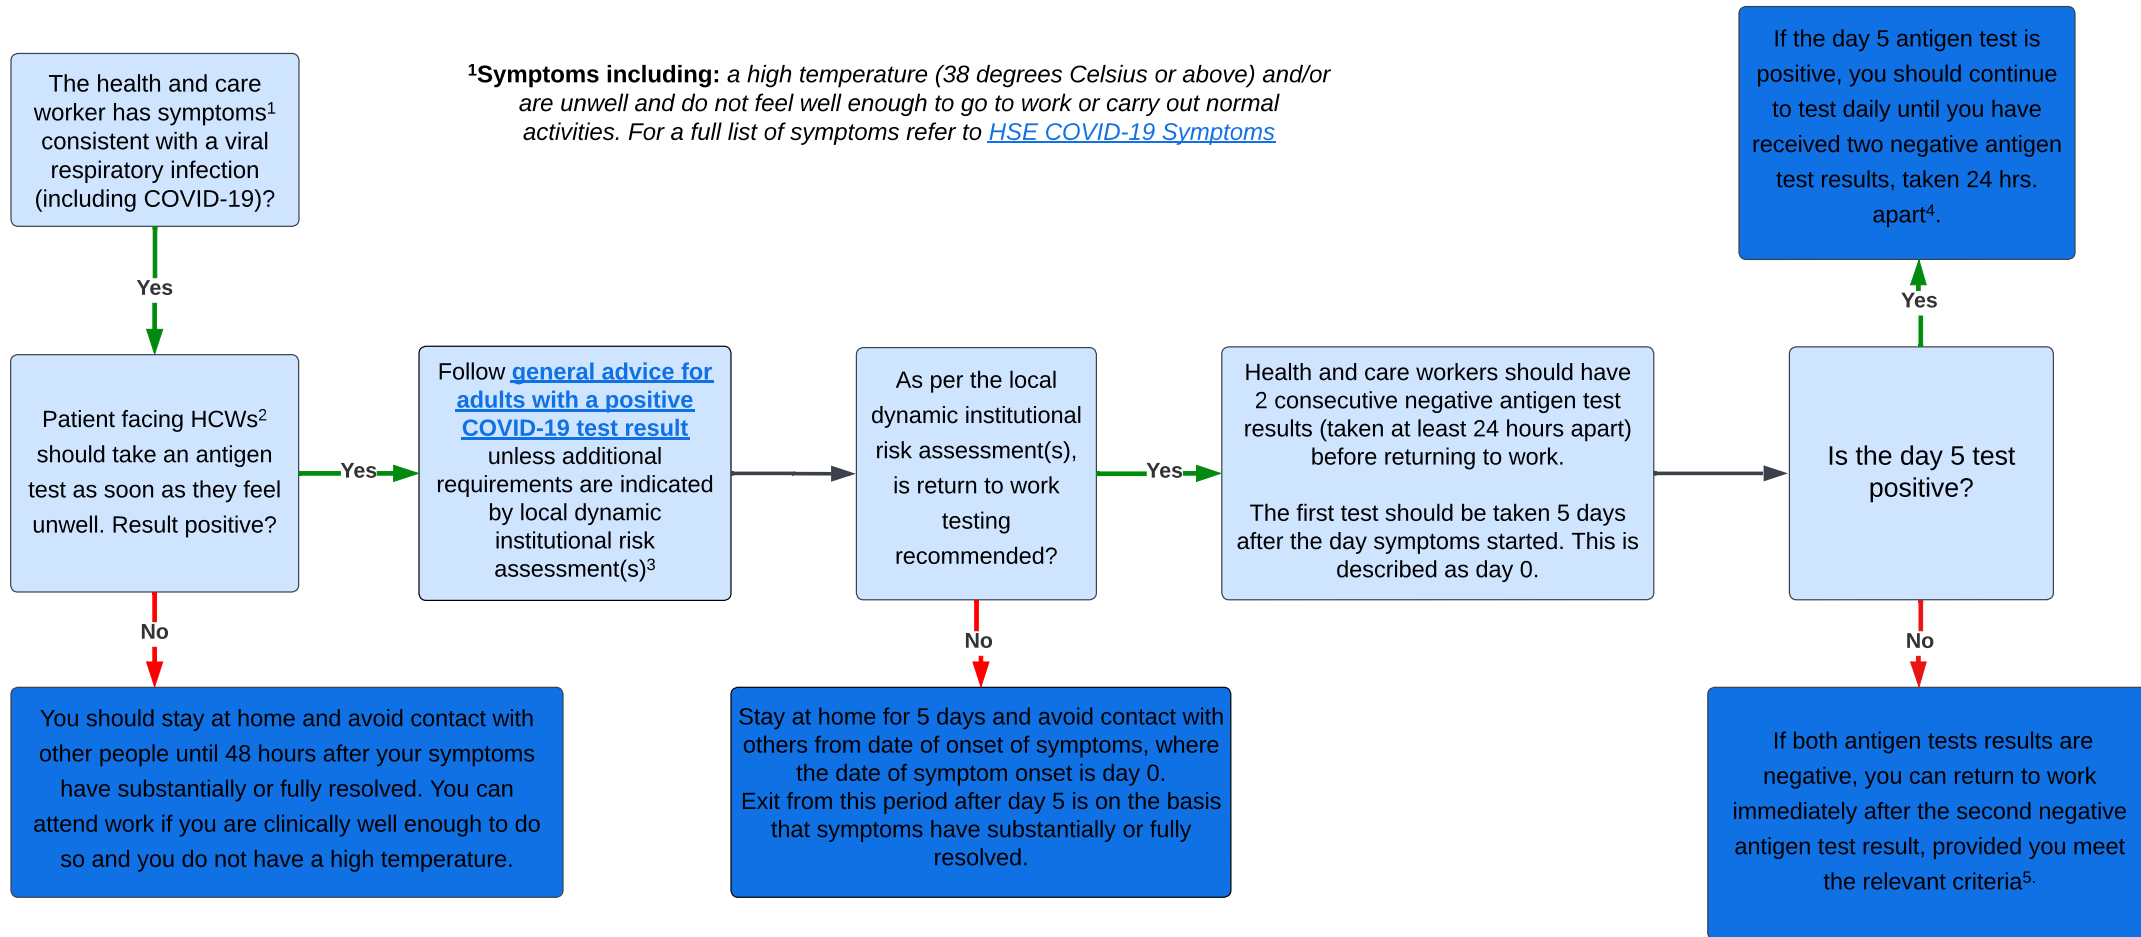 The health and care
worker has symptoms¹
consistent with a viral
respiratory infection
(including COVID-19)?
¹Symptoms including: a high temperature (38 degrees Celsius or above) and/or
are unwell and do not feel well enough to go to work or carry out normal
activities. For a full list of symptoms refer to HSE COVID-19 Symptoms
If the day 5 antigen test is
positive, you should continue
to test daily until you have
received two negative antigen
test results, taken 24 hrs.
apart⁴.
Yes
Yes
Patient facing HCWs²
should take an antigen
test as soon as they feel
unwell. Result positive?
Yes
Follow general advice for
adults with a positive
COVID-19 test result
unless additional
requirements are indicated
by local dynamic
institutional risk
assessment(s)³
As per the local
dynamic institutional
risk assessment(s),
is return to work
testing
recommended?
Yes
Health and care workers should have
2 consecutive negative antigen test
results (taken at least 24 hours apart)
before returning to work.
The first test should be taken 5 days
after the day symptoms started. This is
described as day 0.
Is the day 5 test
positive?
No
No
No
You should stay at home and avoid contact with
other people until 48 hours after your symptoms
have substantially or fully resolved. You can
attend work if you are clinically well enough to do
so and you do not have a high temperature.
Stay at home for 5 days and avoid contact with
others from date of onset of symptoms, where
the date of symptom onset is day 0.
Exit from this period after day 5 is on the basis
that symptoms have substantially or fully
resolved.
If both antigen tests results are
negative, you can return to work
immediately after the second negative
antigen test result, provided you meet
the relevant criteria⁵·